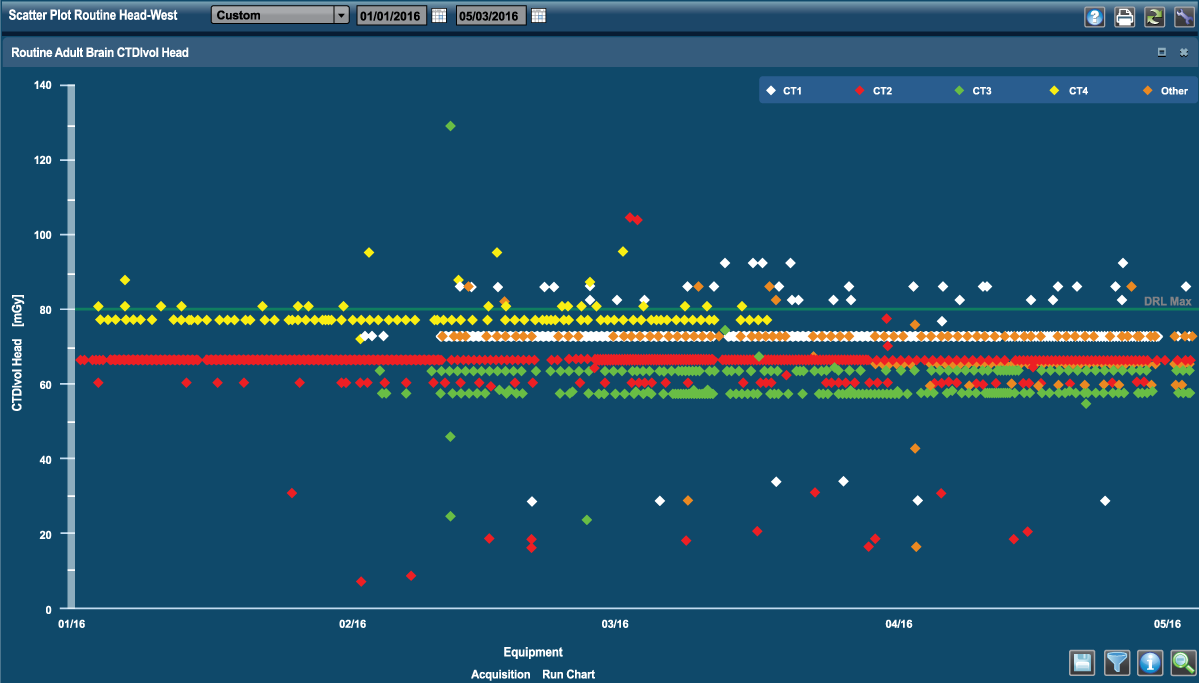 Scatter Plot Routine Head-West Custom 01/01/2016 05/03/2016
Routine Adult Brain CTDIvol Head
CT1 CT2 CT3 CT4 Other
140
120
100
80
60
40
20
0
DRL Max
CTDIvol Head [mGy]
01/16 02/16 03/16 04/16 05/16
Equipment
Acquisition Run Chart